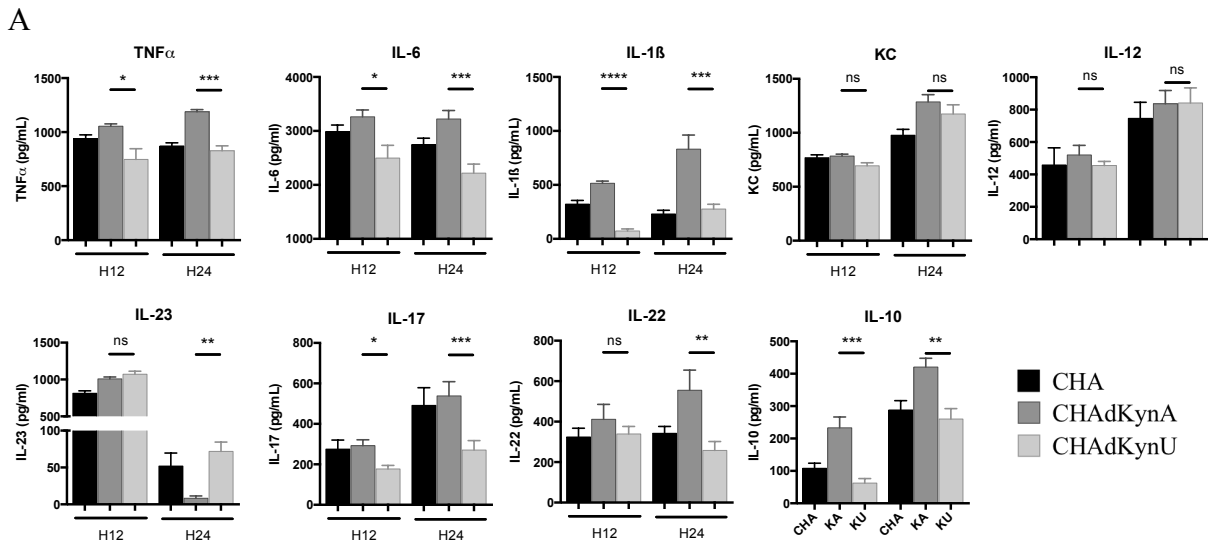 A
TNFα
IL-6
IL-1ß
KC
IL-12
TNFα (pg/mL)
1500
1000
500
0
*
***
H12
H24
IL-6 (pg/ml)
4000
3000
2000
1000
*
***
H12
H24
IL-1ß (pg/mL)
1500
1000
500
0
****
***
H12
H24
KC (pg/mL)
2000
1500
1000
500
0
ns
ns
H12
H24
IL-12 (pg/ml)
1000
800
600
400
200
0
ns
ns
IL-23
IL-17
IL-22
IL-10
IL-23 (pg/ml)
1500
1000
500
100
50
0
ns
**
H12
H24
IL-17 (pg/mL)
800
600
400
200
0
*
***
H12
H24
IL-22 (pg/mL)
800
600
400
200
0
ns
**
H12
H24
IL-10 (pg/ml)
500
400
300
200
100
0
***
**
CHA
KA
KU
CHA
KA
KU
CHA
CHAdKynA
CHAdKynU